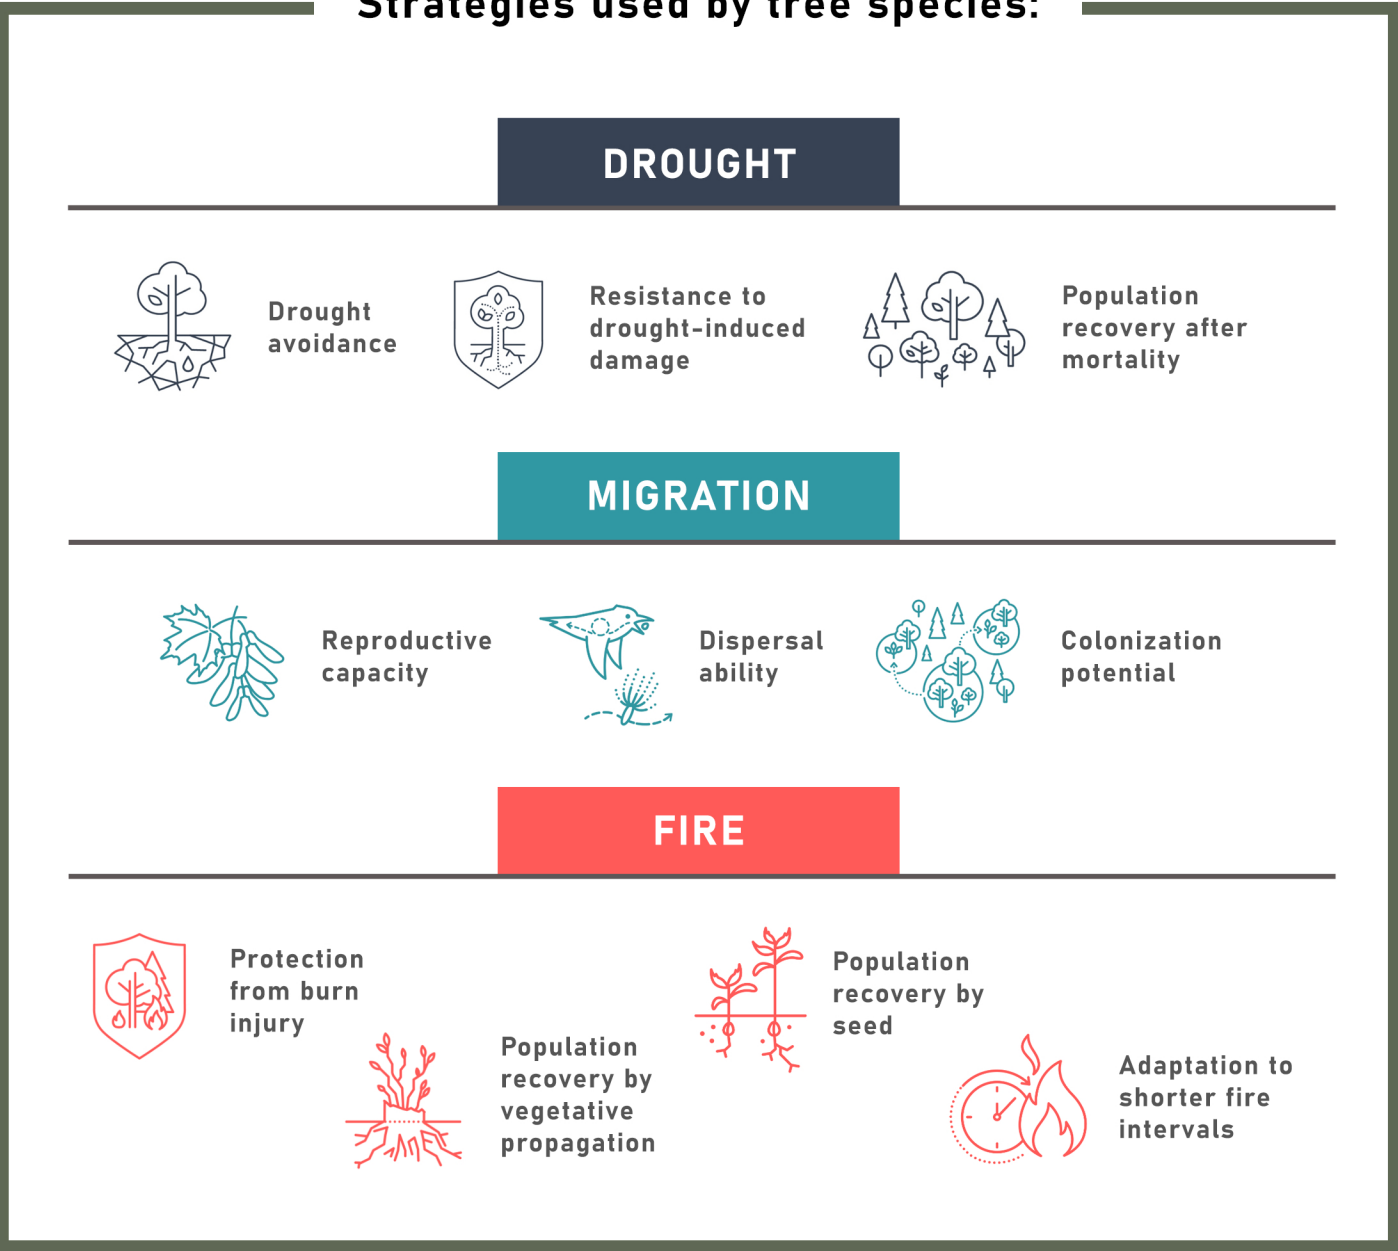 Strategies used by tree species:
DROUGHT
Drought
avoidance
Resistance to
drought-induced
damage
Population
recovery after
mortality
MIGRATION
Reproductive
capacity
Dispersal
ability
Colonization
potential
FIRE
Protection
from burn
injury
Population
recovery by
vegetative
propagation
Population
recovery by
seed
Adaptation to
shorter fire
intervals